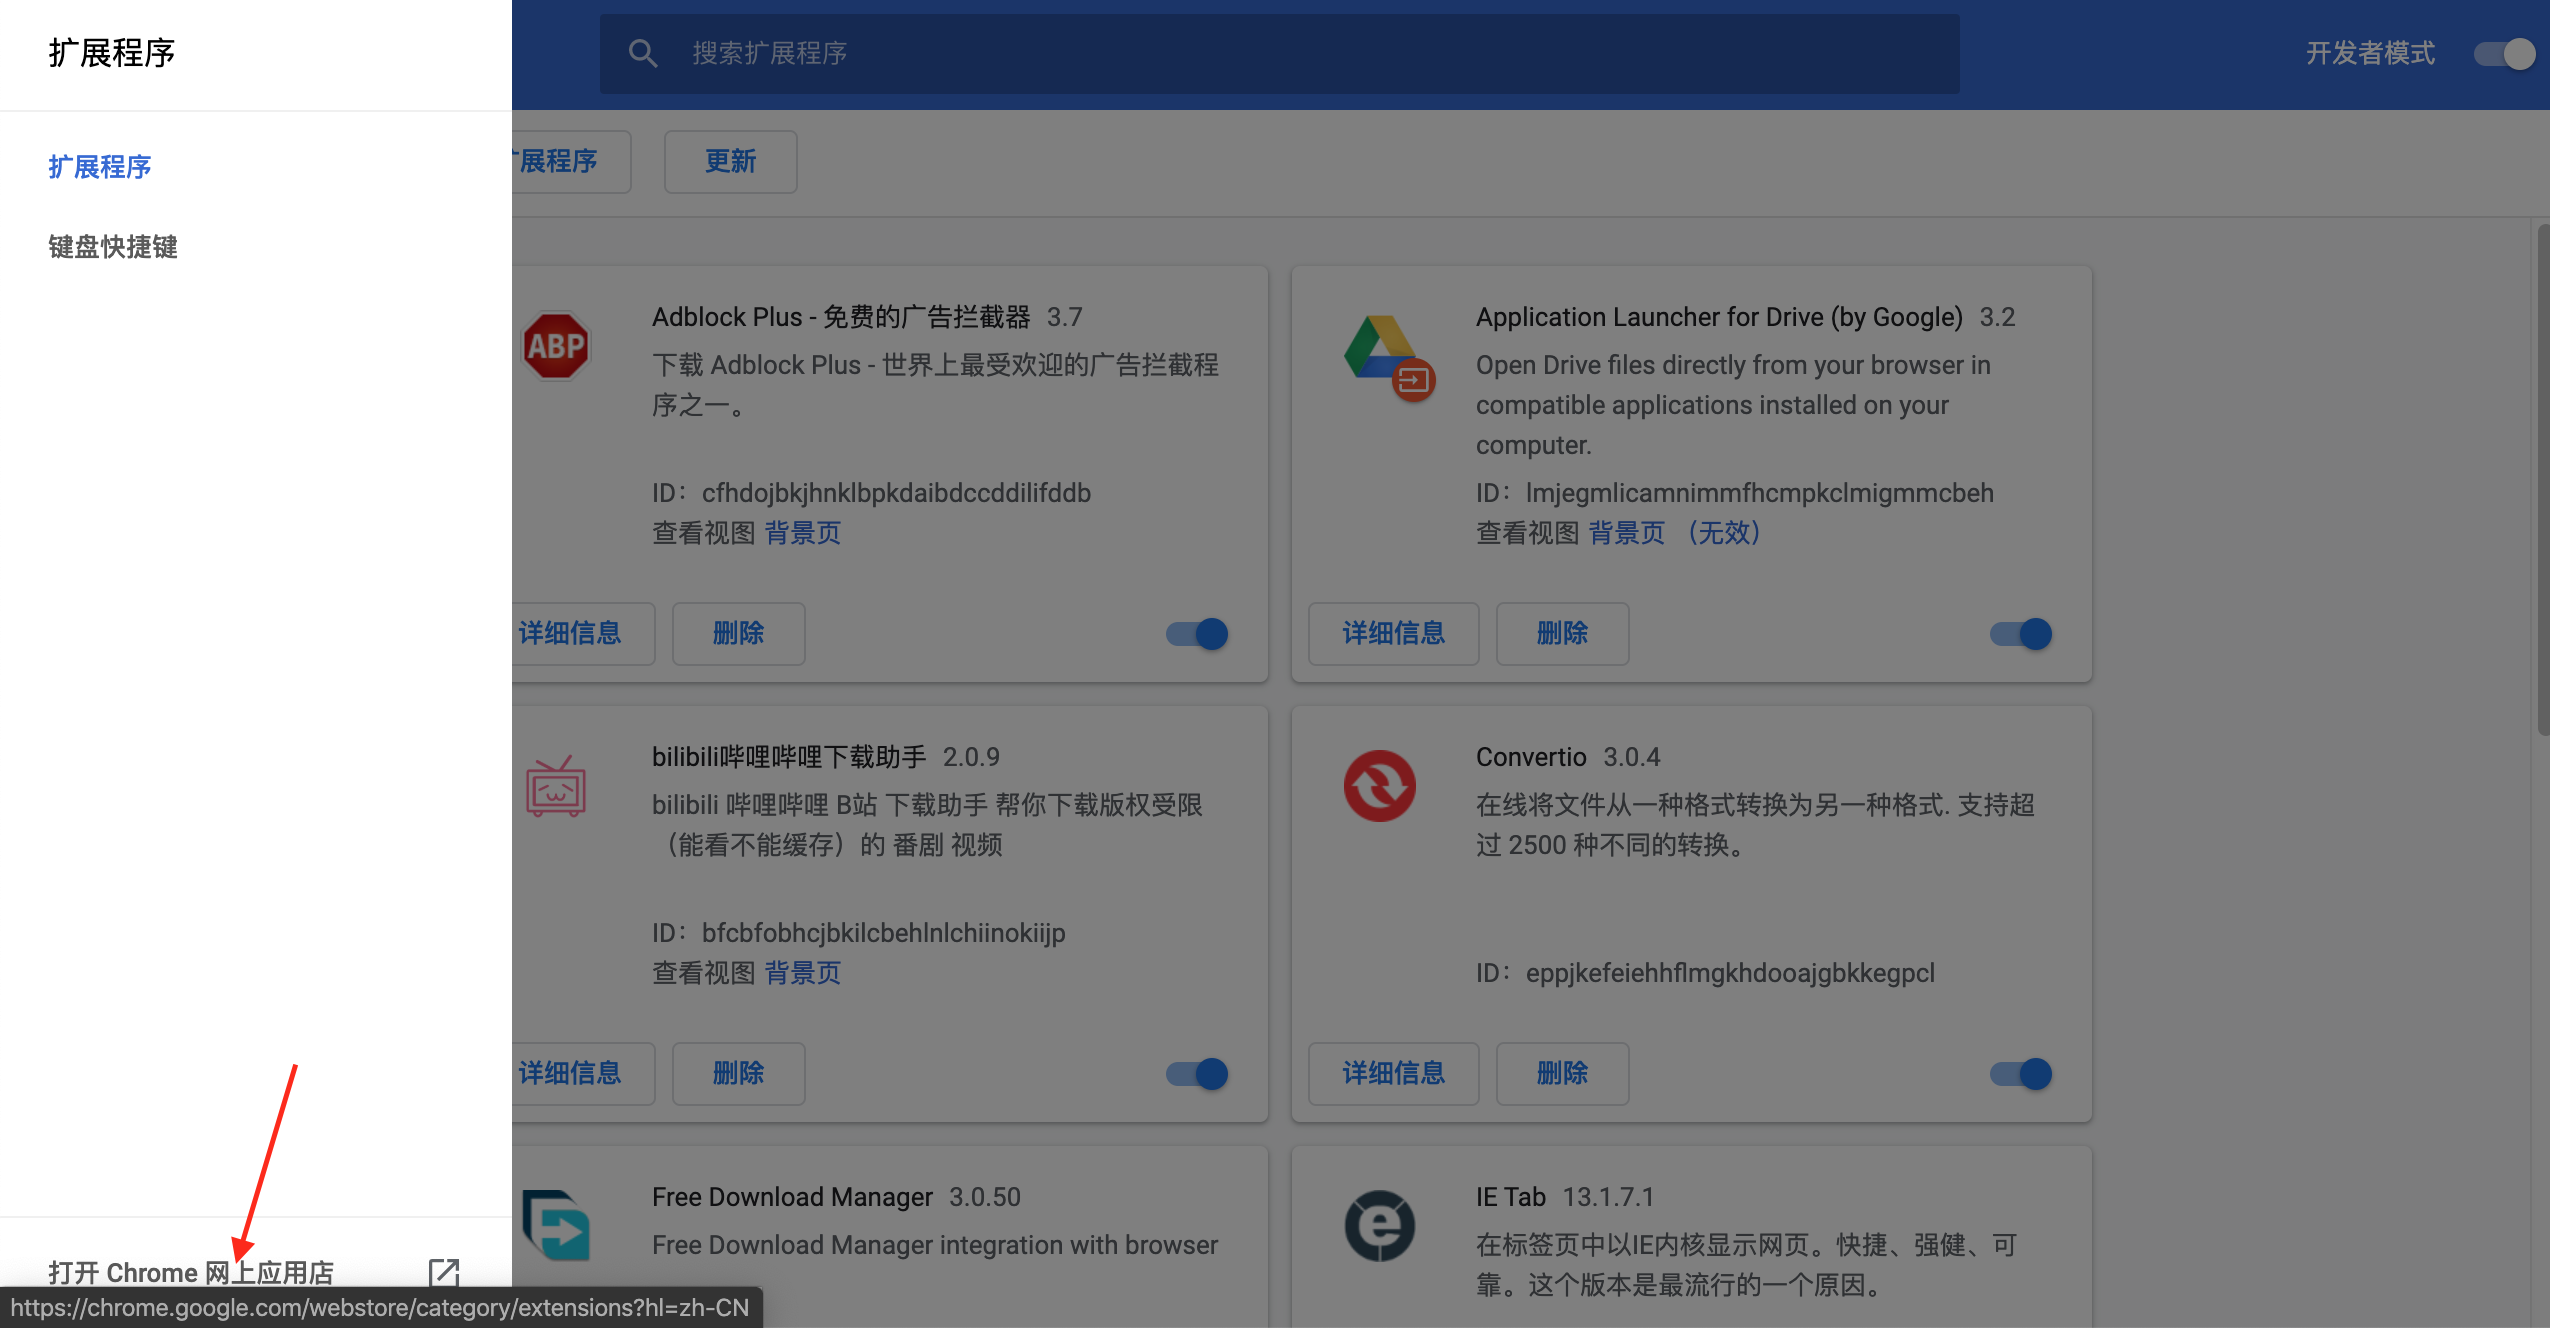 扩展程序
搜索扩展程序
开发者模式
扩展程序
键盘快捷键
扩展程序
更新
ABP
Adblock Plus - 免费的广告拦截器 3.7
下载 Adblock Plus - 世界上最受欢迎的广告拦截程
序之一。
ID：cfhdojbkjhnklbpkdaibdccddilifddb
查看视图 背景页
详细信息
删除
Application Launcher for Drive (by Google) 3.2
Open Drive files directly from your browser in
compatible applications installed on your
computer.
ID：lmjegmlicamnimmfhcmpkclmigmmcbeh
查看视图 背景页 （无效）
详细信息
删除
bilibili哔哩哔哩下载助手 2.0.9
bilibili 哔哩哔哩 B站 下载助手 帮你下载版权受限
（能看不能缓存）的 番剧 视频
ID：bfcbfobhcjbkilcbehlnlchiinokiijp
查看视图 背景页
详细信息
删除
Convertio 3.0.4
在线将文件从一种格式转换为另一种格式. 支持超
过 2500 种不同的转换。
ID：eppjkefeiehhflmgkhdooajgbkkegpcl
详细信息
删除
Free Download Manager 3.0.50
Free Download Manager integration with browser
IE Tab 13.1.7.1
在标签页中以IE内核显示网页。快捷、强健、可
靠。这个版本是最流行的一个原因。
打开 Chrome 网上应用店
https://chrome.google.com/webstore/category/extensions?hl=zh-CN